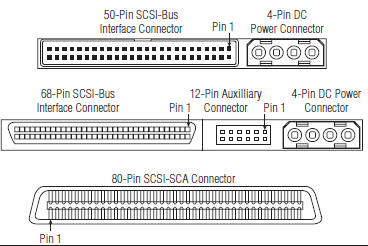 50-Pin SCSI-Bus
Interface Connector
Pin 1
4-Pin DC
Power Connector
68-Pin SCSI-Bus
Interface Connector
Pin 1
12-Pin Auxilliary
Connector
Pin 1
4-Pin DC Power
Connector
80-Pin SCSI-SCA Connector
Pin 1